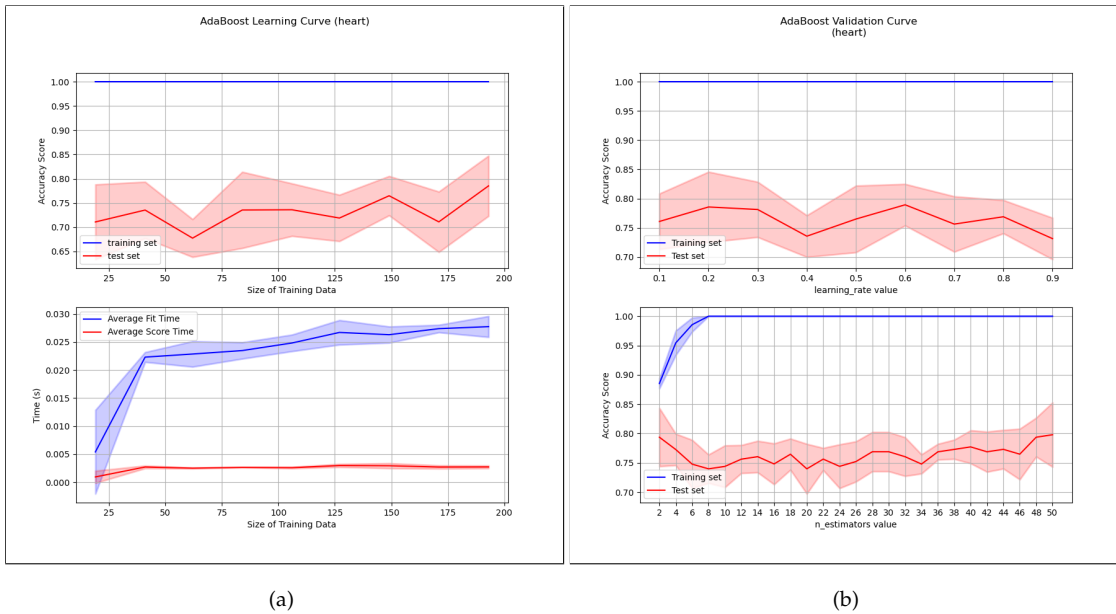 AdaBoost Learning Curve (heart)
1.00
0.95
0.90
0.85
0.80
0.75
0.70
0.65
Accuracy Score
training set
test set
25 50 75 100 125 150 175 200
Size of Training Data
0.030
0.025
0.020
0.015
0.010
0.005
0.000
Time (s)
Average Fit Time
Average Score Time
25 50 75 100 125 150 175 200
Size of Training Data
(a)
AdaBoost Validation Curve
(heart)
1.00
0.95
0.90
0.85
0.80
0.75
0.70
Accuracy Score
Training set
Test set
0.1 0.2 0.3 0.4 0.5 0.6 0.7 0.8 0.9
learning_rate value
1.00
0.95
0.90
0.85
0.80
0.75
0.70
Accuracy Score
Training set
Test set
2 4 6 8 10 12 14 16 18 20 22 24 26 28 30 32 34 36 38 40 42 44 46 48 50
n_estimators value
(b)